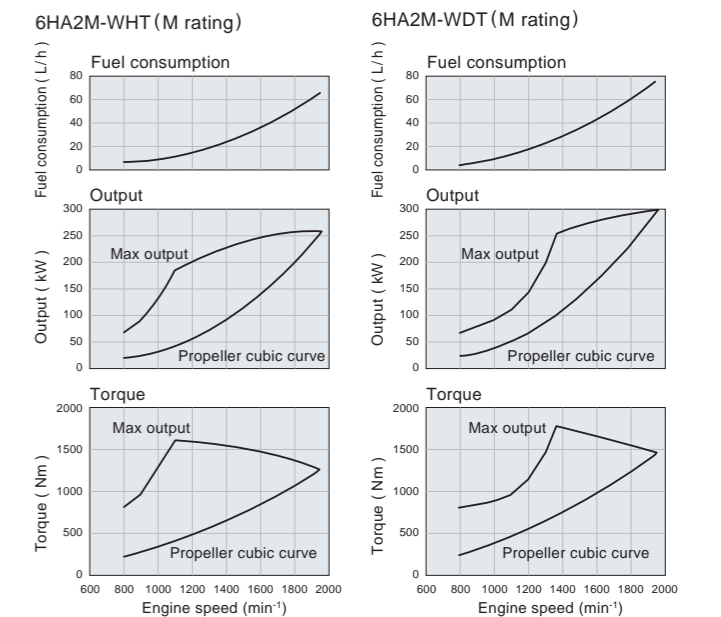 6HA2M-WHT (M rating)
Fuel consumption
Fuel consumption ( L / h )
80
60
40
20
0
Output
Output ( kW )
300
250
200
150
100
50
0
Max output
Propeller cubic curve
Torque
Torque ( Nm )
2000
1500
1000
500
0
Max output
Propeller cubic curve
600 800 1000 1200 1400 1600 1800 2000
Engine speed (min-1)
6HA2M-WDT (M rating)
Fuel consumption
Fuel consumption ( L / h )
80
60
40
20
0
Output
Output ( kW )
300
250
200
150
100
50
0
Max output
Propeller cubic curve
Torque
Torque ( Nm )
2000
1500
1000
500
0
Max output
Propeller cubic curve
600 800 1000 1200 1400 1600 1800 2000
Engine speed (min-1)